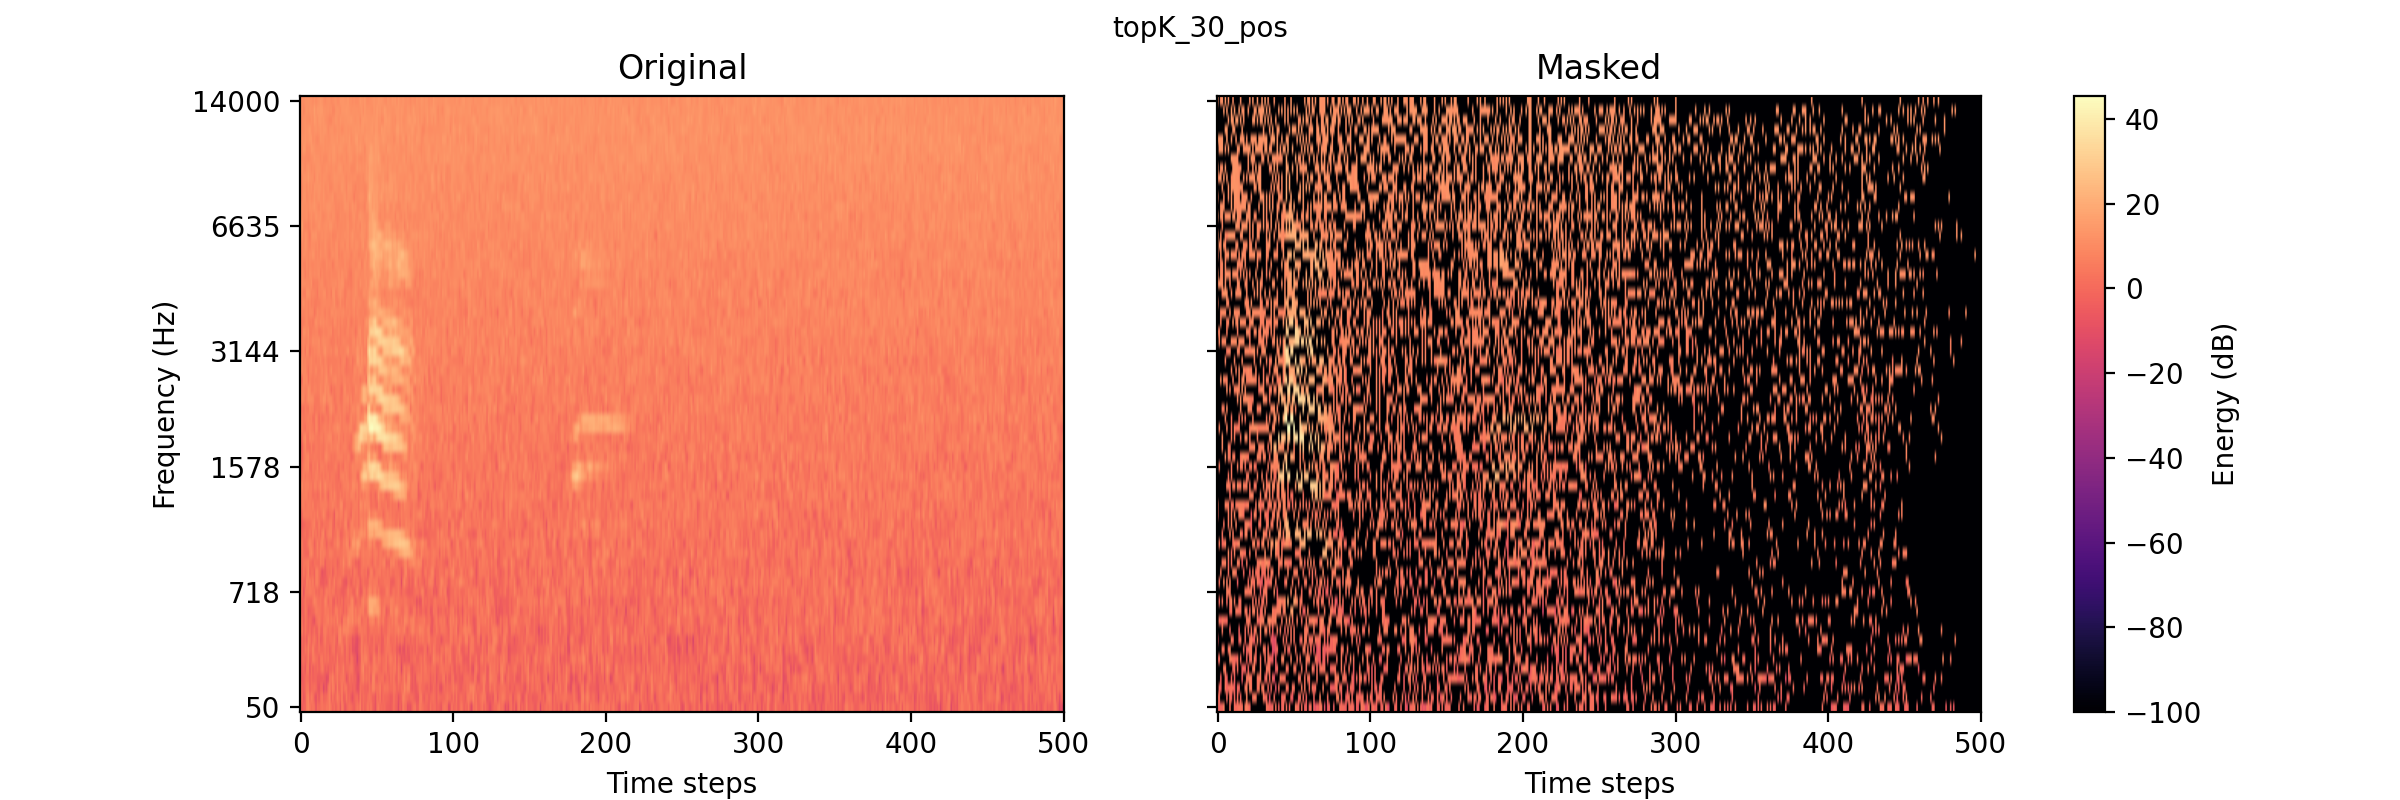 topK_30_pos
Original
Masked
Frequency (Hz)
14000
6635
3144
1578
718
50
0 100 200 300 400 500
Time steps
0 100 200 300 400 500
Time steps
40
20
0
−20
−40
−60
−80
−100
Energy (dB)